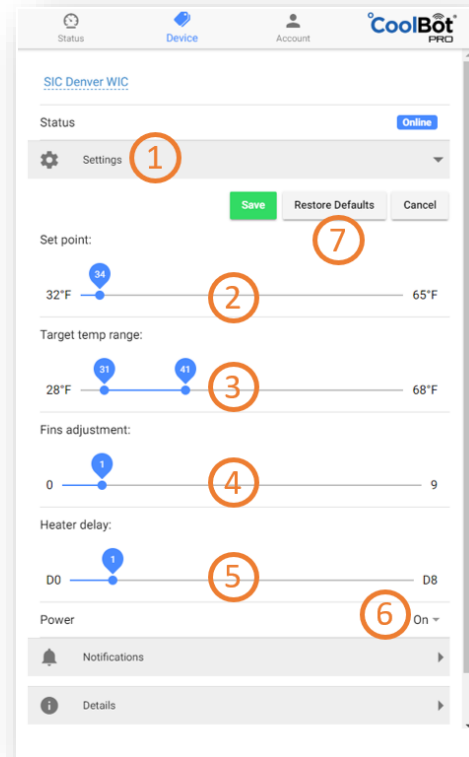 Status
Device
Account
°CoolBot
PRO
SIC Denver WIC
Status Online
Settings 1
Save Restore Defaults Cancel
7
Set point:
34
32°F 2 65°F
Target temp range:
31 41
28°F 3 68°F
Fins adjustment:
1
0 4 9
Heater delay:
1
D0 5 D8
Power 6 On
Notifications
Details